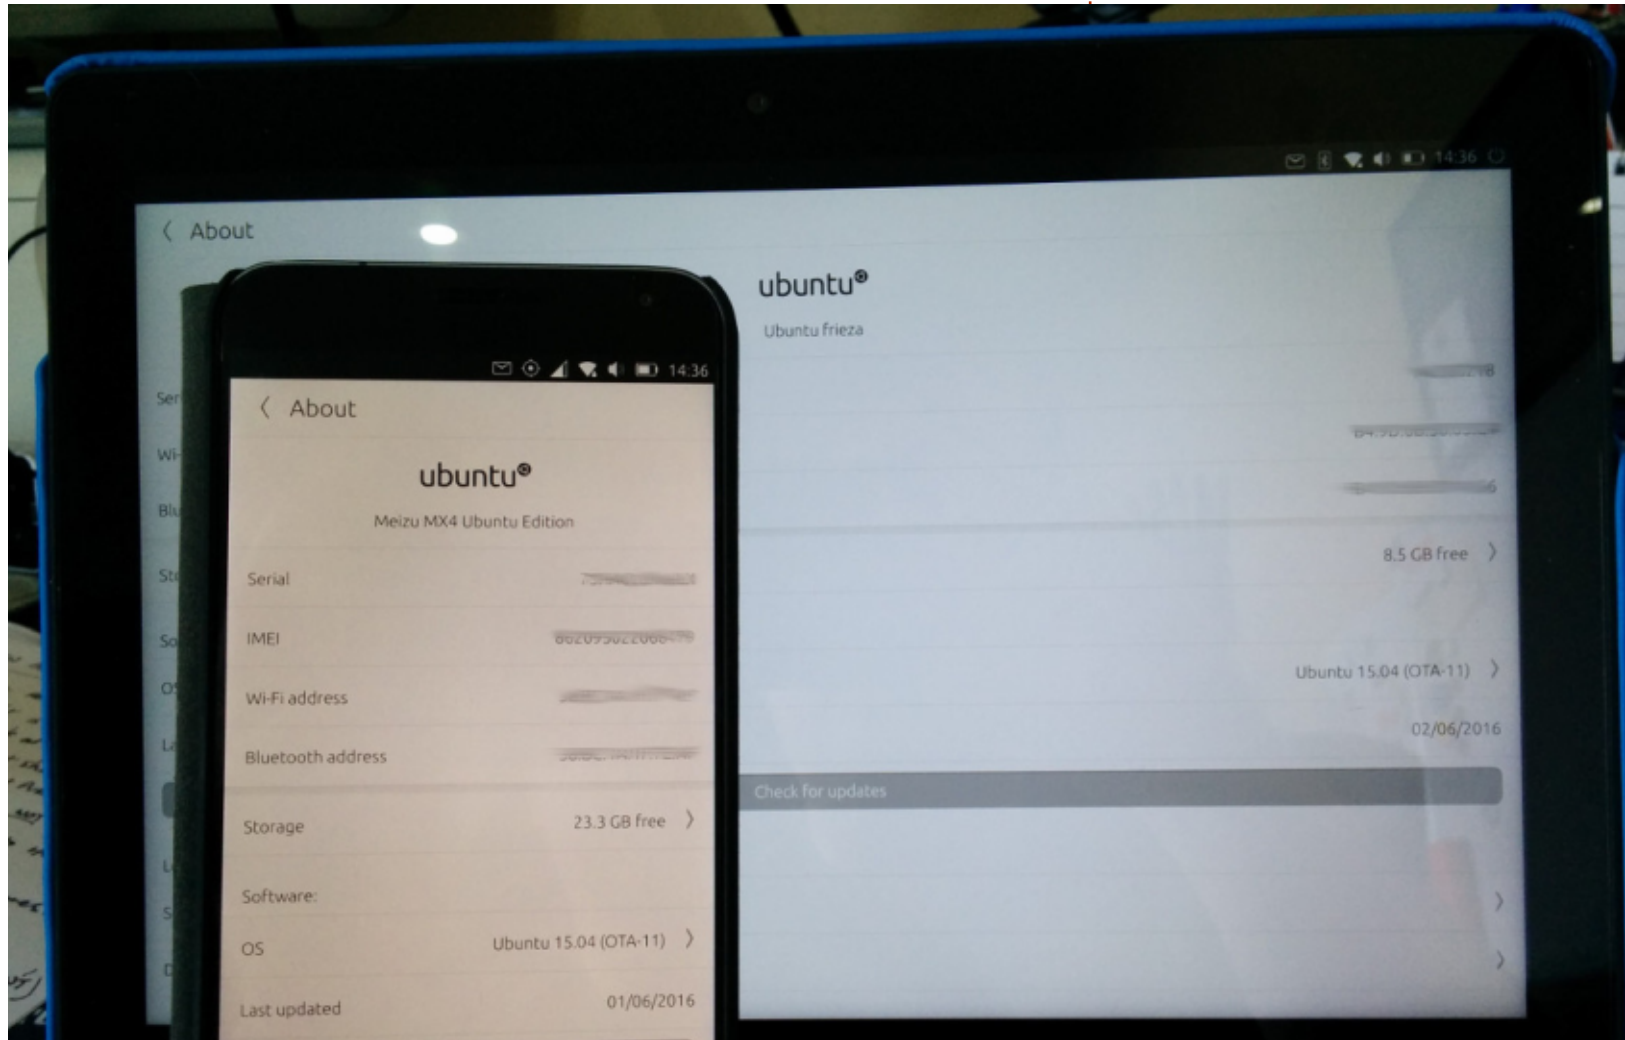 14:36
About
ubuntu
Ubuntu frieza
8.5 GB free
Ubuntu 15.04 (OTA-11)
02/06/2016
Check for updates
14:36
About
ubuntu
Meizu MX4 Ubuntu Edition
Serial
IMEI
Wi-Fi address
Bluetooth address
Storage 23.3 GB free
Software:
OS Ubuntu 15.04 (OTA-11)
Last updated 01/06/2016